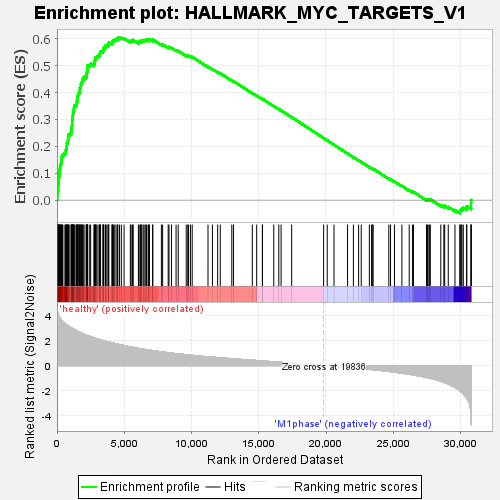 Enrichment plot: HALLMARK_MYC_TARGETS_V1
Enrichment score (ES)
0.6
0.5
0.4
0.3
0.2
0.1
0.0
Ranked list metric (Signal2Noise)
'healthy' (positively correlated)
4
2
0
-2
-4
Zero cross at 19836
'M1phase' (negatively correlated)
0 5,000 10,000 15,000 20,000 25,000 30,000
Rank in Ordered Dataset
Enrichment profile Hits Ranking metric scores